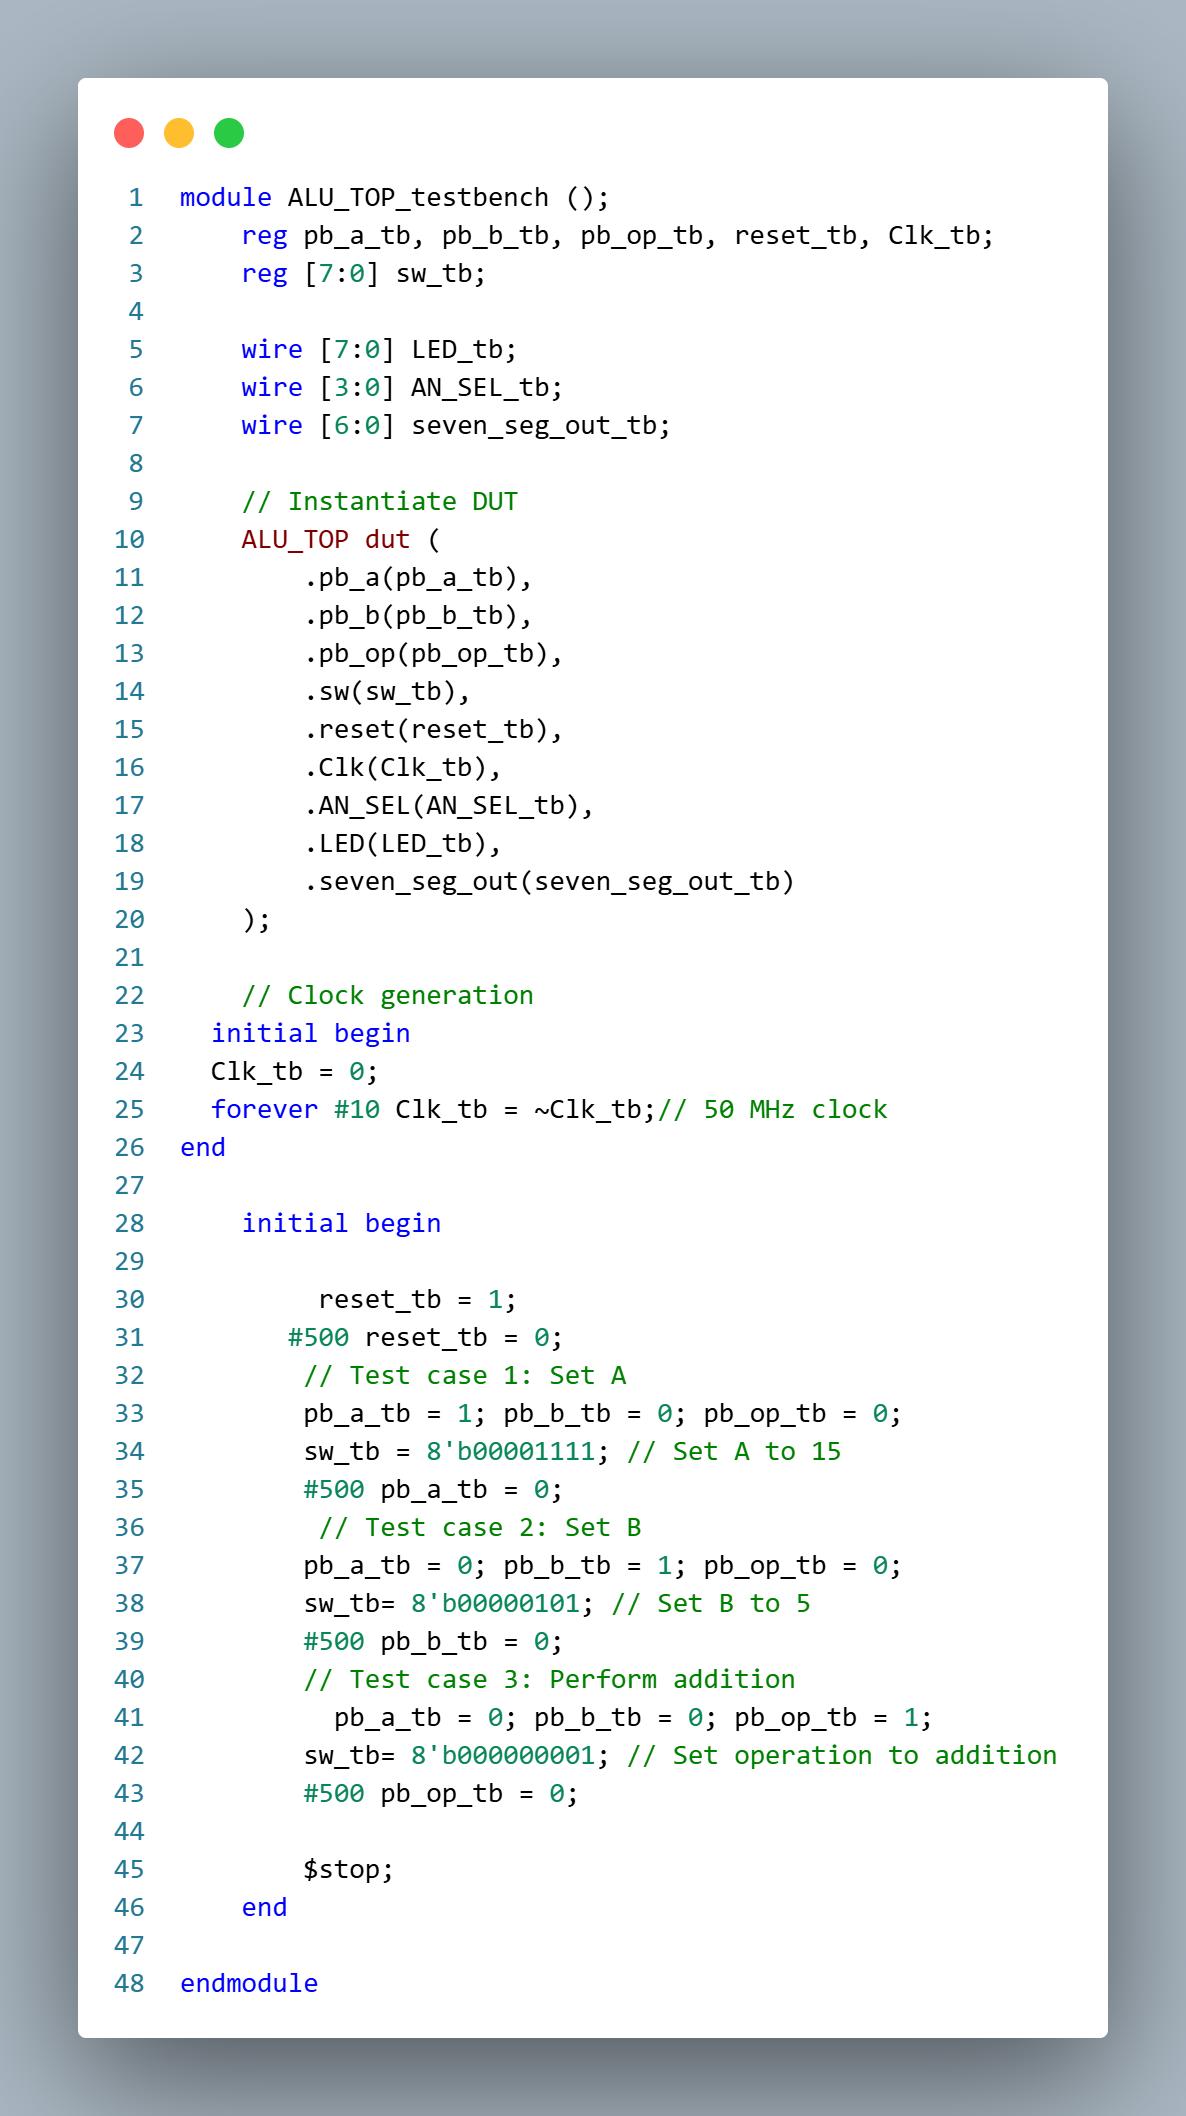 1 module ALU_TOP_testbench ();
2     reg pb_a_tb, pb_b_tb, pb_op_tb, reset_tb, Clk_tb;
3     reg [7:0] sw_tb;
4
5     wire [7:0] LED_tb;
6     wire [3:0] AN_SEL_tb;
7     wire [6:0] seven_seg_out_tb;
8
9     // Instantiate DUT
10     ALU_TOP dut (
11         .pb_a(pb_a_tb),
12         .pb_b(pb_b_tb),
13         .pb_op(pb_op_tb),
14         .sw(sw_tb),
15         .reset(reset_tb),
16         .Clk(Clk_tb),
17         .AN_SEL(AN_SEL_tb),
18         .LED(LED_tb),
19         .seven_seg_out(seven_seg_out_tb)
20     );
21
22     // Clock generation
23   initial begin
24   Clk_tb = 0;
25   forever #10 Clk_tb = ~Clk_tb;// 50 MHz clock
26 end
27
28     initial begin
29
30          reset_tb = 1;
31        #500 reset_tb = 0;
32         // Test case 1: Set A
33         pb_a_tb = 1; pb_b_tb = 0; pb_op_tb = 0;
34         sw_tb = 8'b00001111; // Set A to 15
35         #500 pb_a_tb = 0;
36          // Test case 2: Set B
37         pb_a_tb = 0; pb_b_tb = 1; pb_op_tb = 0;
38         sw_tb= 8'b00000101; // Set B to 5
39         #500 pb_b_tb = 0;
40         // Test case 3: Perform addition
41           pb_a_tb = 0; pb_b_tb = 0; pb_op_tb = 1;
42         sw_tb= 8'b000000001; // Set operation to addition
43         #500 pb_op_tb = 0;
44
45         $stop;
46     end
47
48 endmodule